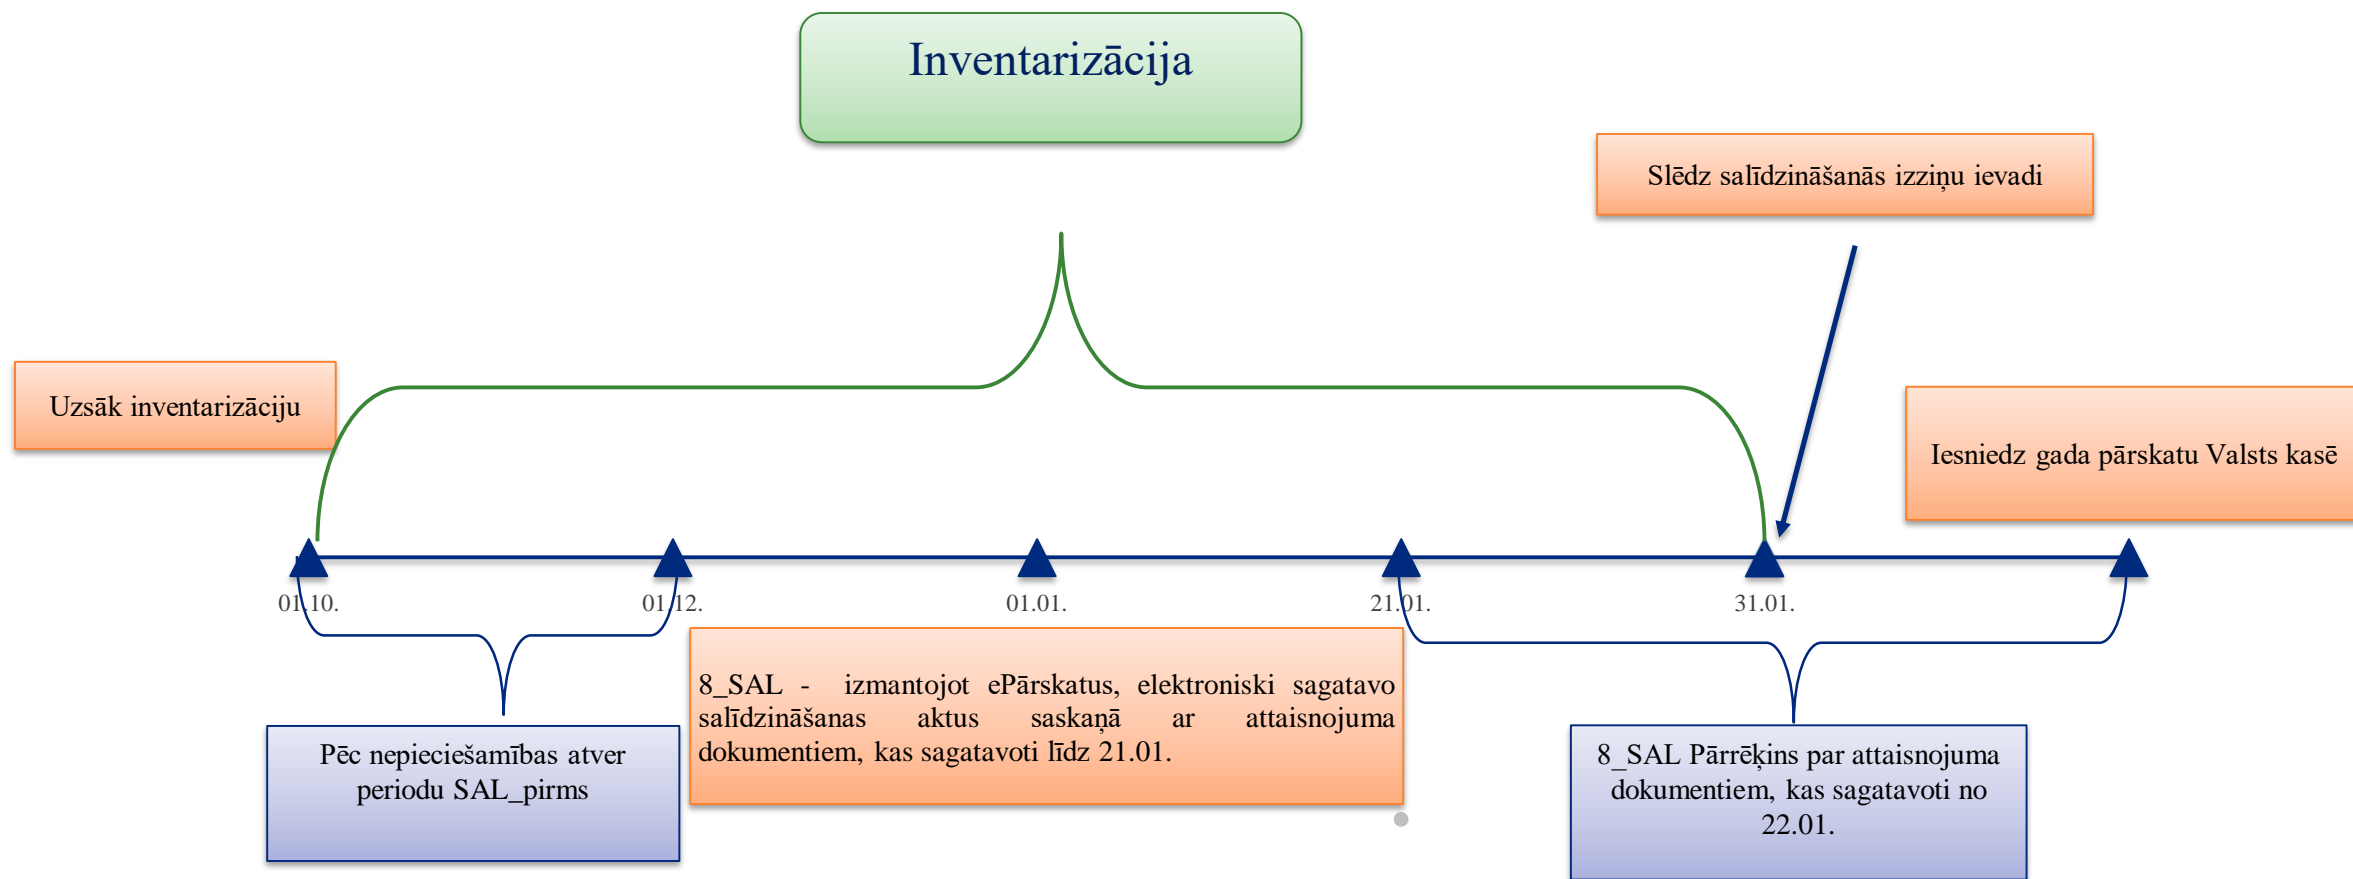 Inventarizācija
Slēdz salīdzināšanās izziņu ievadi
Uzsāk inventarizāciju
Iesniedz gada pārskatu Valsts kasē
01.10.
01.12.
01.01.
21.01.
31.01.
8_SAL - izmantojot ePārskatus, elektroniski sagatavo
salīdzināšanas aktus saskaņā ar attaisnojuma
dokumentiem, kas sagatavoti līdz 21.01.
Pēc nepieciešamības atver
periodu SAL_pirms
8_SAL Pārrēķins par attaisnojuma
dokumentiem, kas sagatavoti no
22.01.